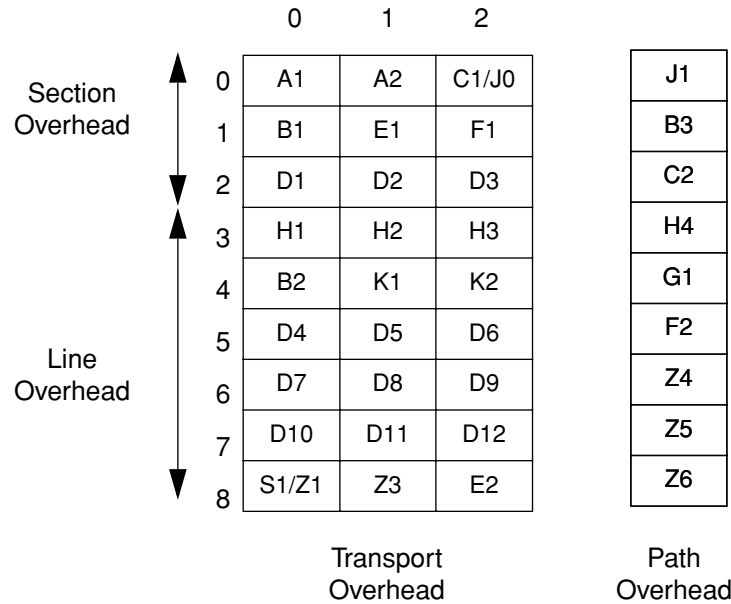 0 1 2
Section
Overhead
0 A1 A2 C1/J0 J1
1 B1 E1 F1 B3
2 D1 D2 D3 C2
3 H1 H2 H3 H4
4 B2 K1 K2 G1
5 D4 D5 D6 F2
Line
Overhead
6 D7 D8 D9 Z4
7 D10 D11 D12 Z5
8 S1/Z1 Z3 E2 Z6
Transport
Overhead
Path
Overhead